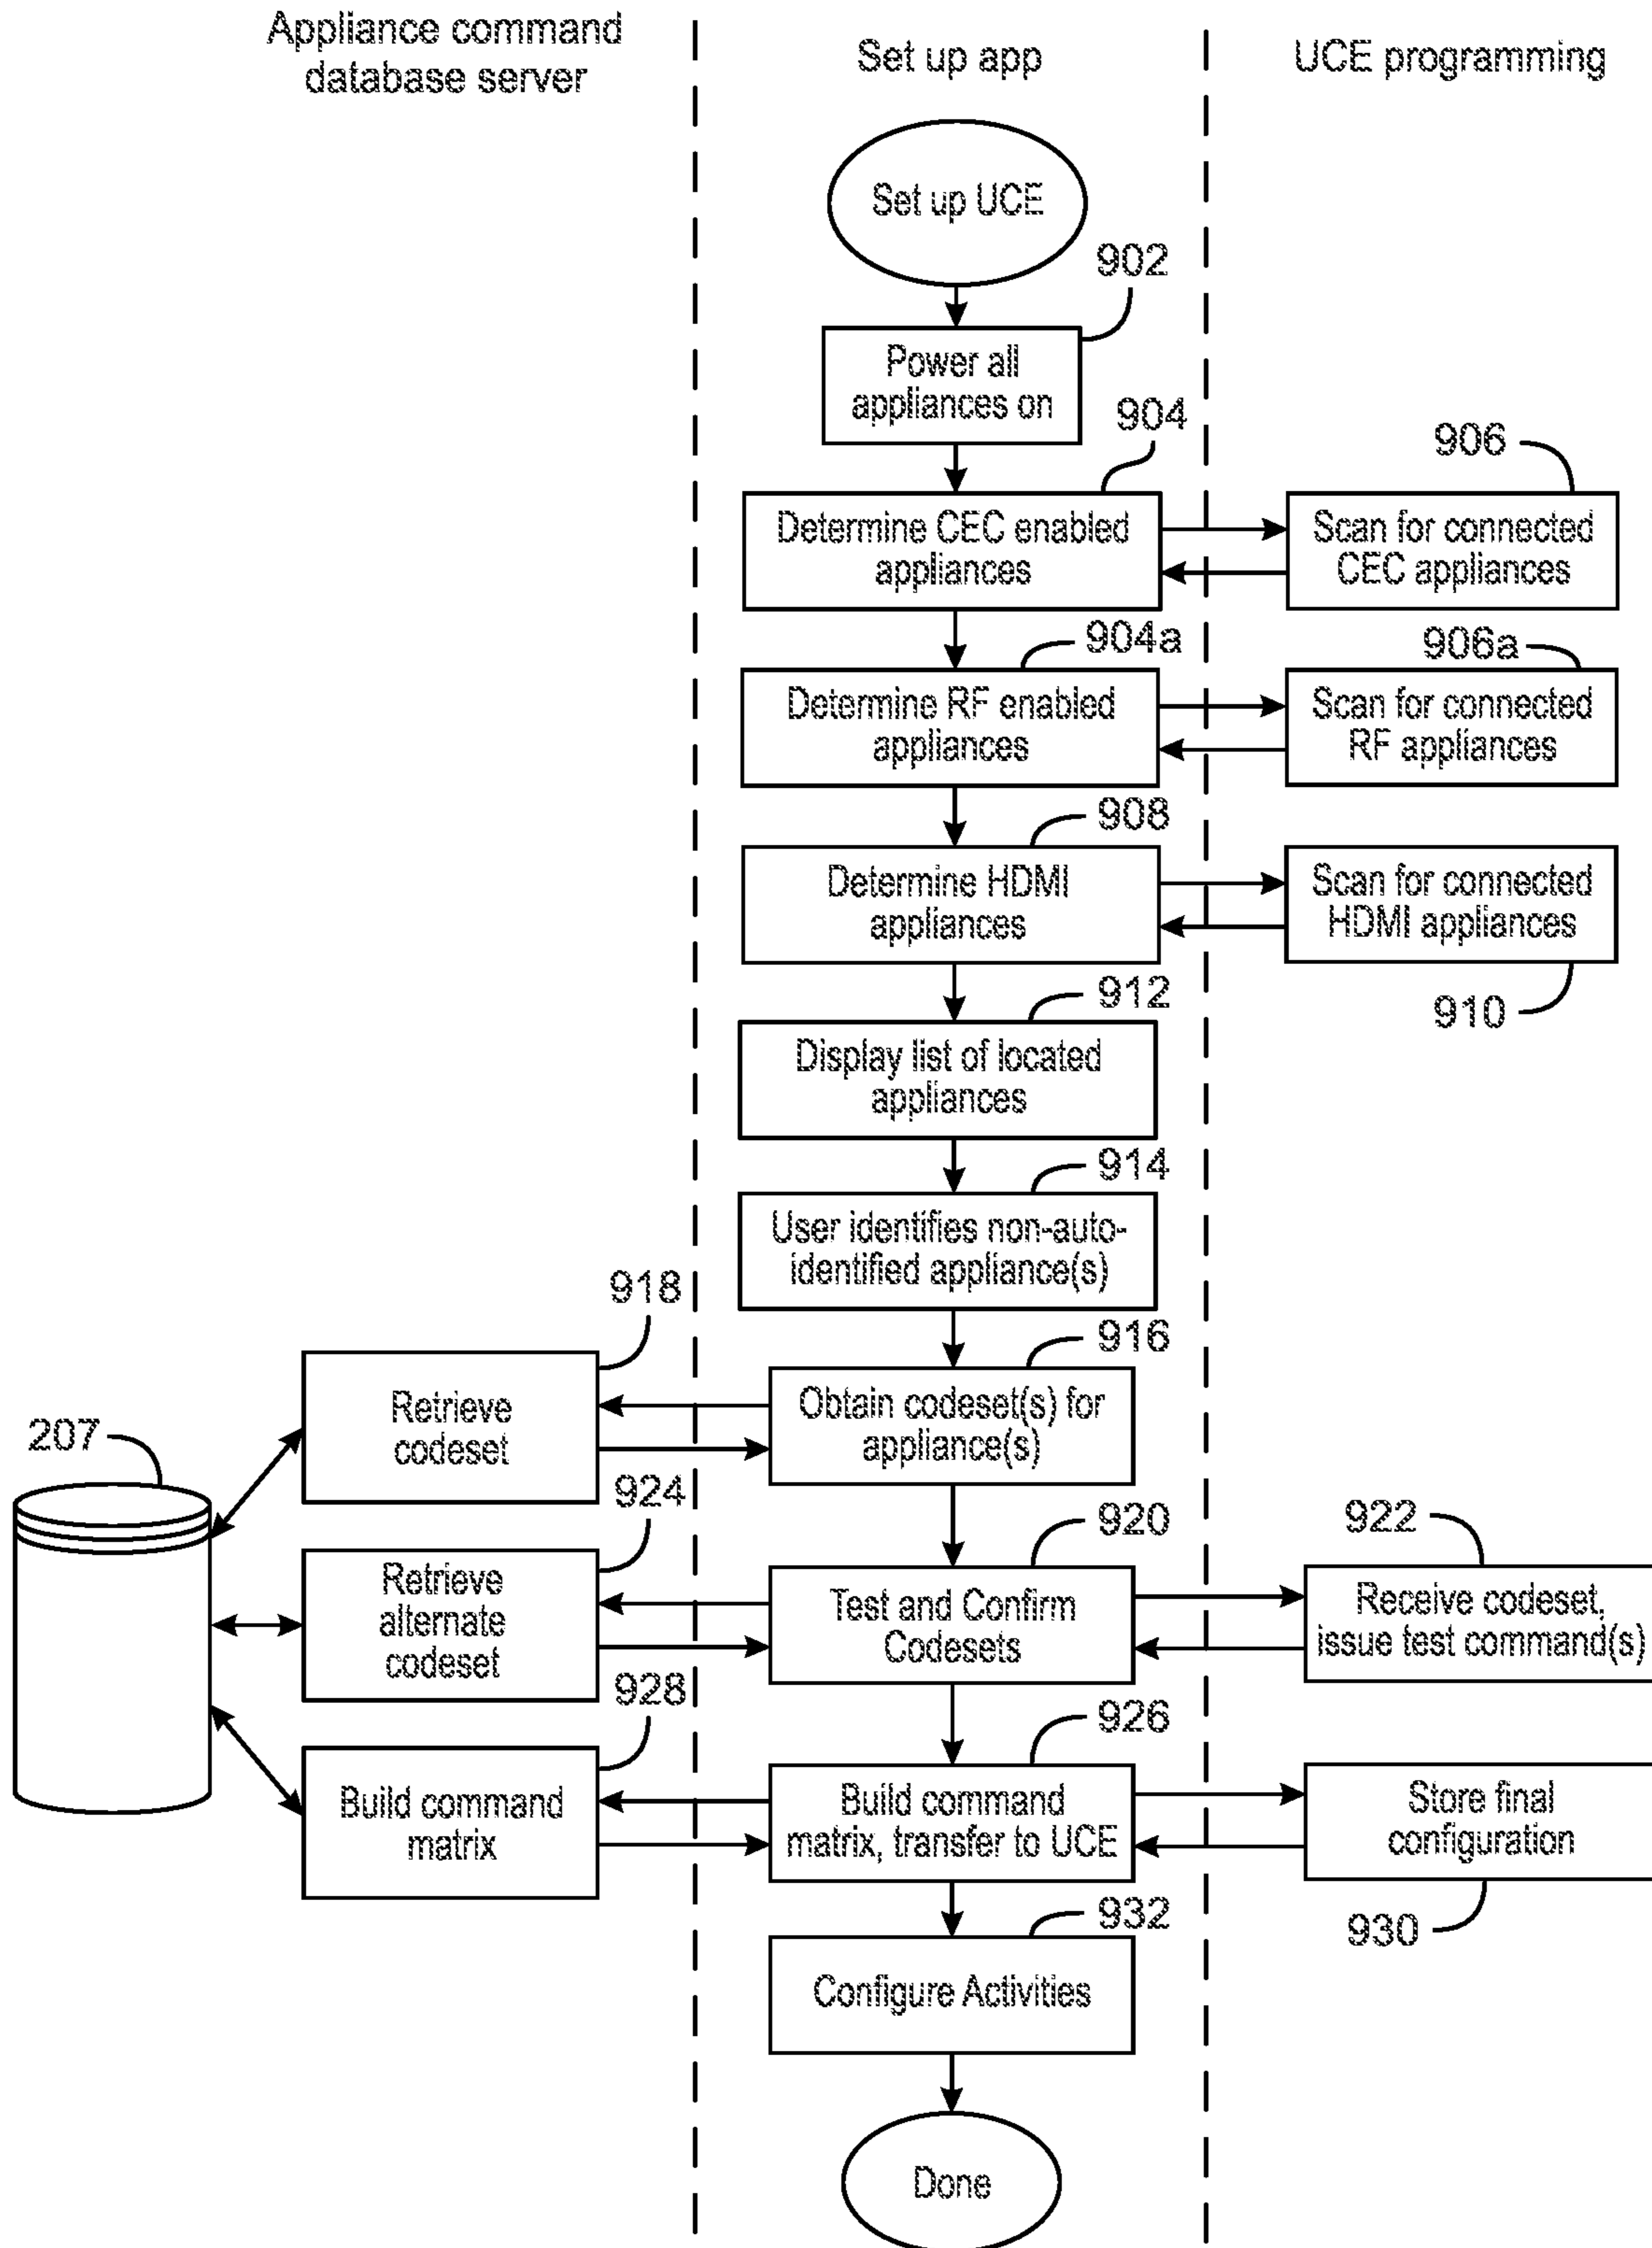 Appliance command
database server
Set up app
UCE programming
Set up UCE
902
Power all
appliances on
904
Determine CEC enabled
appliances
906
Scan for connected
CEC appliances
904a
Determine RF enabled
appliances
906a
Scan for connected
RF appliances
908
Determine HDMI
appliances
Scan for connected
HDMI appliances
910
912
Display list of located
appliances
914
User identifies non-auto-
identified appliance(s)
918
Retrieve
codeset
916
Obtain codeset(s) for
appliance(s)
207
924
Retrieve
alternate
codeset
920
Test and Confirm
Codesets
922
Receive codeset,
issue test command(s)
928
Build command
matrix
926
Build command
matrix, transfer to UCE
Store final
configuration
930
932
Configure Activities
Done